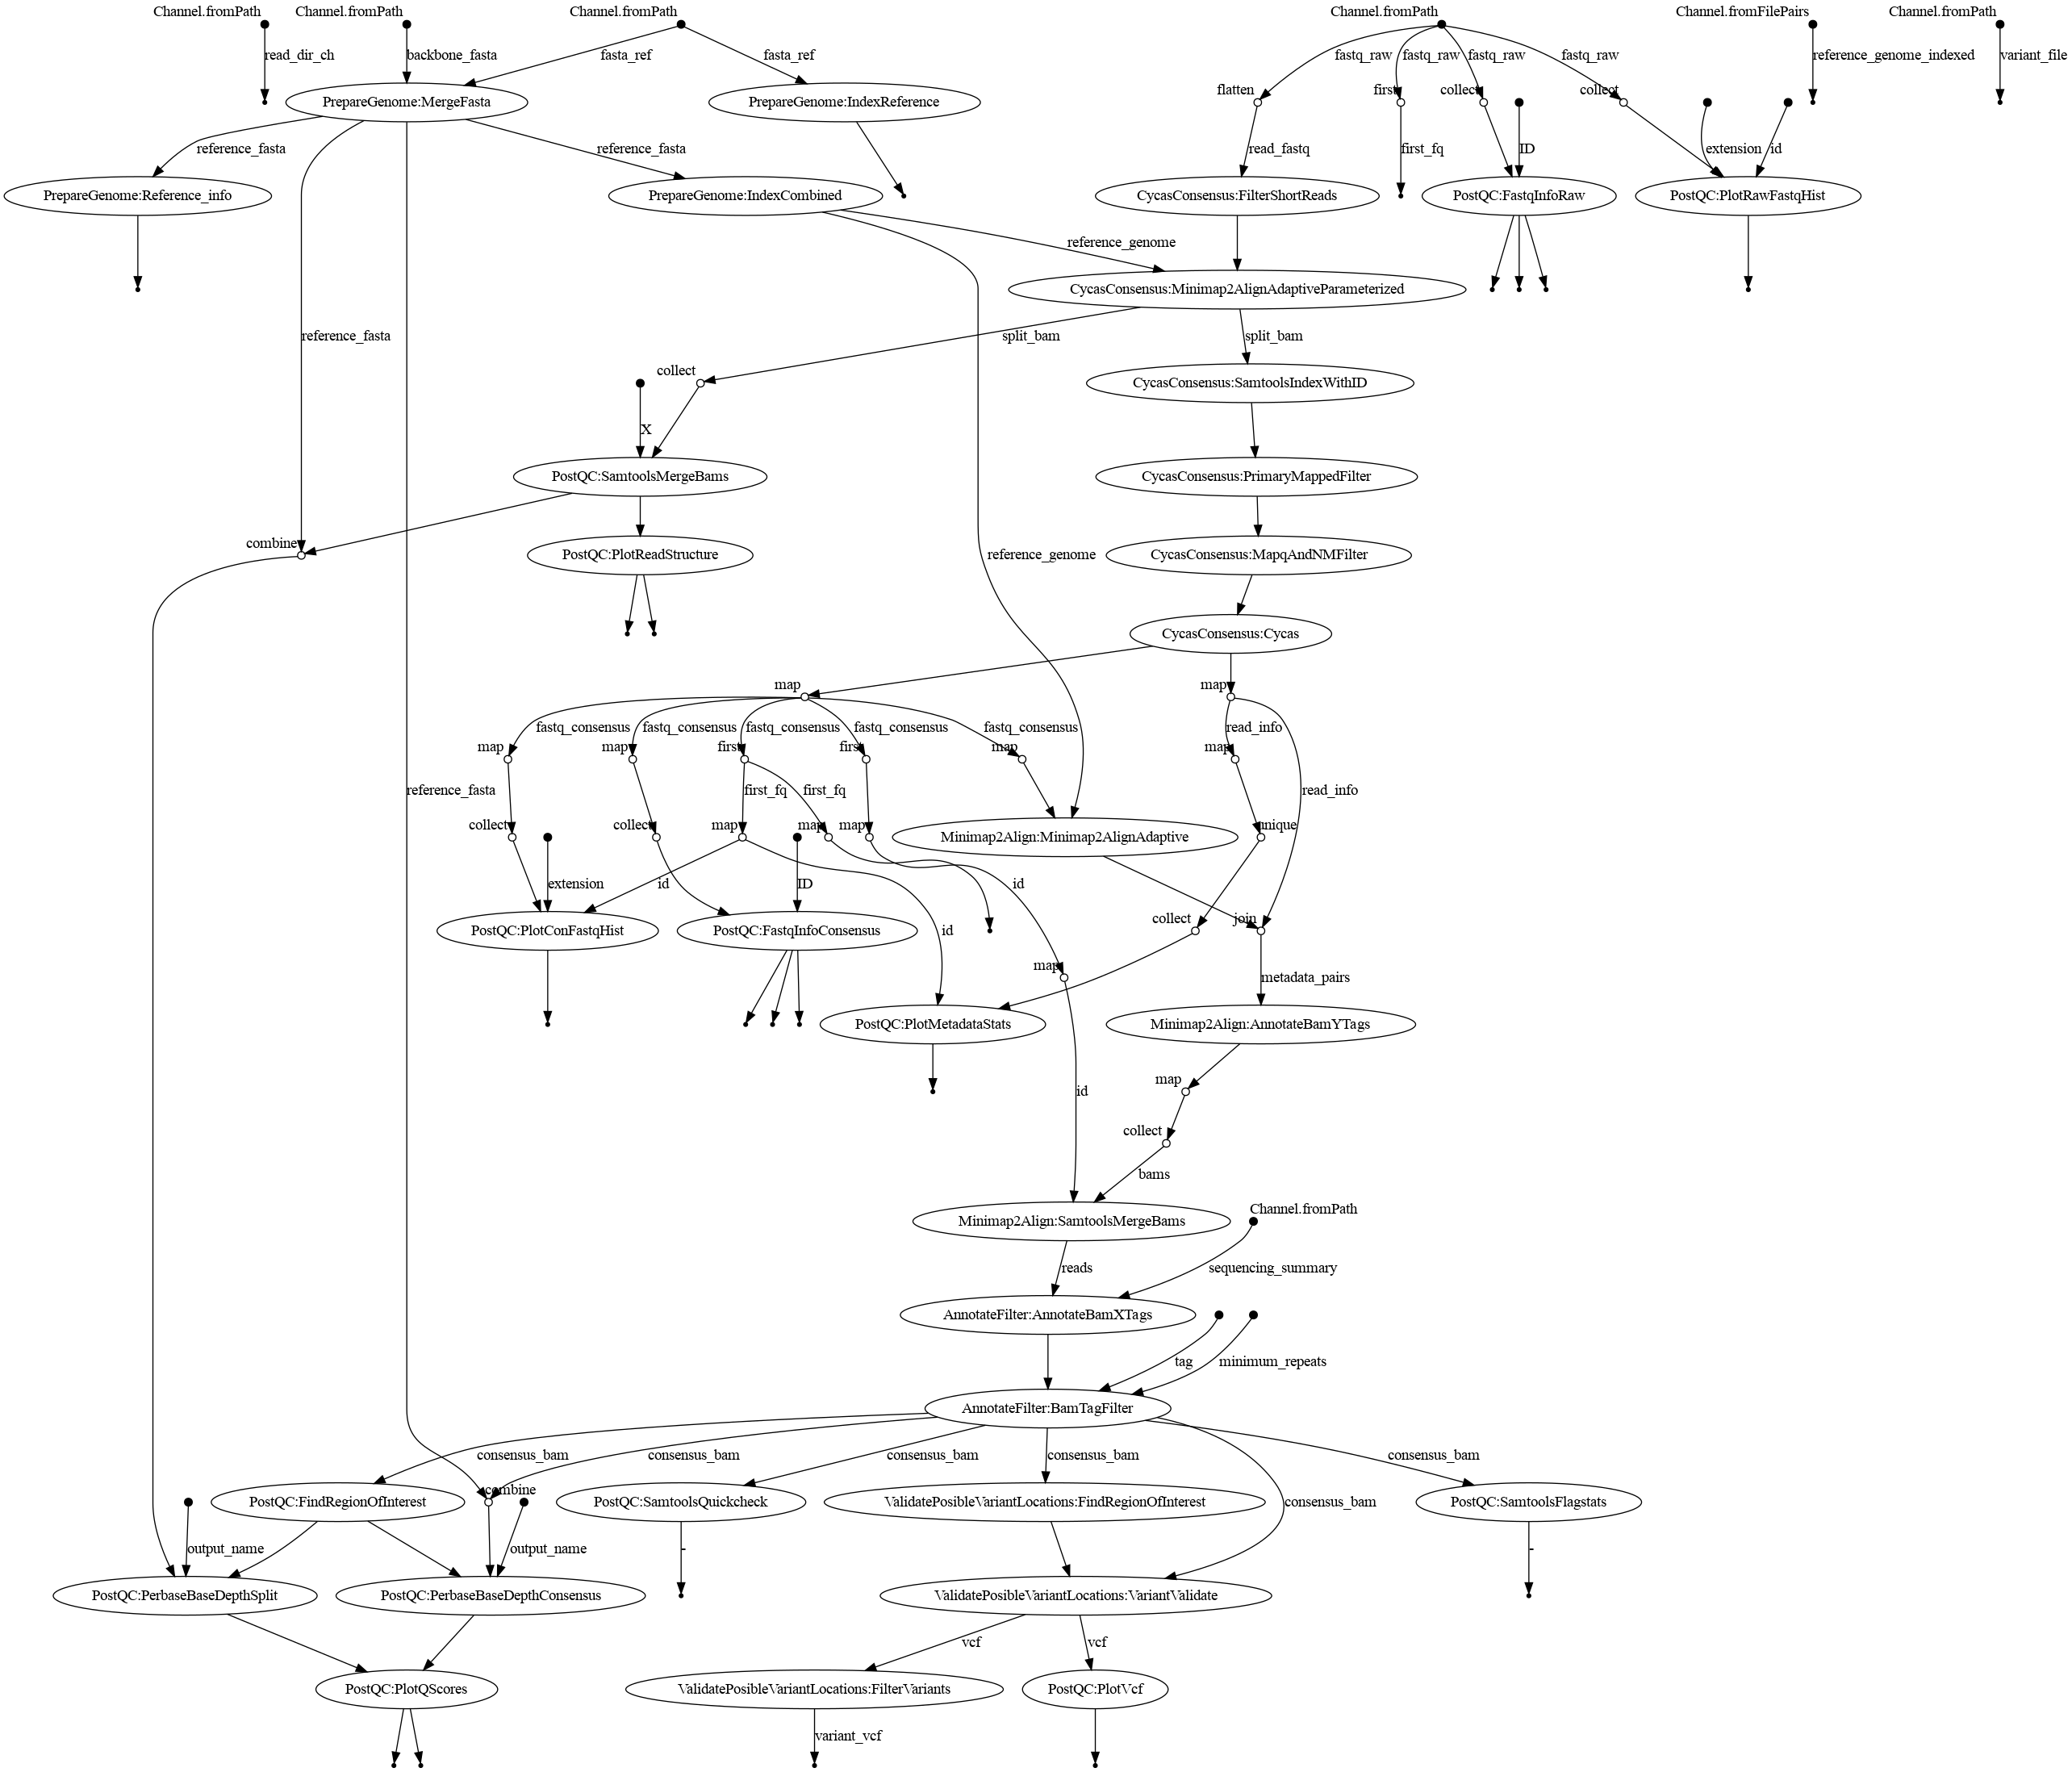 Channel.fromPath
Channel.fromPath
Channel.fromPath
Channel.fromPath
Channel.fromFilePairs
Channel.fromPath
read_dir_ch
backbone_fasta
fasta_ref
fasta_ref
fastq_raw
fastq_raw
fastq_raw
fastq_raw
reference_genome_indexed
variant_file
PrepareGenome:MergeFasta
PrepareGenome:IndexReference
flatten
first
collect
collect
reference_fasta
reference_fasta
read_fastq
first_fq
ID
extension
id
PrepareGenome:Reference_info
PrepareGenome:IndexCombined
CycasConsensus:FilterShortReads
PostQC:FastqInfoRaw
PostQC:PlotRawFastqHist
reference_genome
CycasConsensus:Minimap2AlignAdaptiveParameterized
reference_fasta
split_bam
split_bam
collect
CycasConsensus:SamtoolsIndexWithID
X
PostQC:SamtoolsMergeBams
CycasConsensus:PrimaryMappedFilter
combine
PostQC:PlotReadStructure
reference_genome
CycasConsensus:MapqAndNMFilter
CycasConsensus:Cycas
map
map
fastq_consensus
fastq_consensus
fastq_consensus
fastq_consensus
fastq_consensus
read_info
map
map
first
first
map
map
reference_fasta
first_fq
first_fq
read_info
collect
collect
map
map
map
Minimap2Align:Minimap2AlignAdaptive
unique
extension
id
ID
id
PostQC:PlotConFastqHist
PostQC:FastqInfoConsensus
id
collect
join
map
metadata_pairs
PostQC:PlotMetadataStats
Minimap2Align:AnnotateBamYTags
id
map
collect
bams
Channel.fromPath
Minimap2Align:SamtoolsMergeBams
reads
sequencing_summary
AnnotateFilter:AnnotateBamXTags
tag
minimum_repeats
AnnotateFilter:BamTagFilter
consensus_bam
consensus_bam
consensus_bam
consensus_bam
consensus_bam
combine
PostQC:FindRegionOfInterest
PostQC:SamtoolsQuickcheck
ValidatePosibleVariantLocations:FindRegionOfInterest
consensus_bam
PostQC:SamtoolsFlagstats
output_name
output_name
-
-
PostQC:PerbaseBaseDepthSplit
PostQC:PerbaseBaseDepthConsensus
ValidatePosibleVariantLocations:VariantValidate
vcf
vcf
PostQC:PlotQScores
ValidatePosibleVariantLocations:FilterVariants
PostQC:PlotVcf
variant_vcf